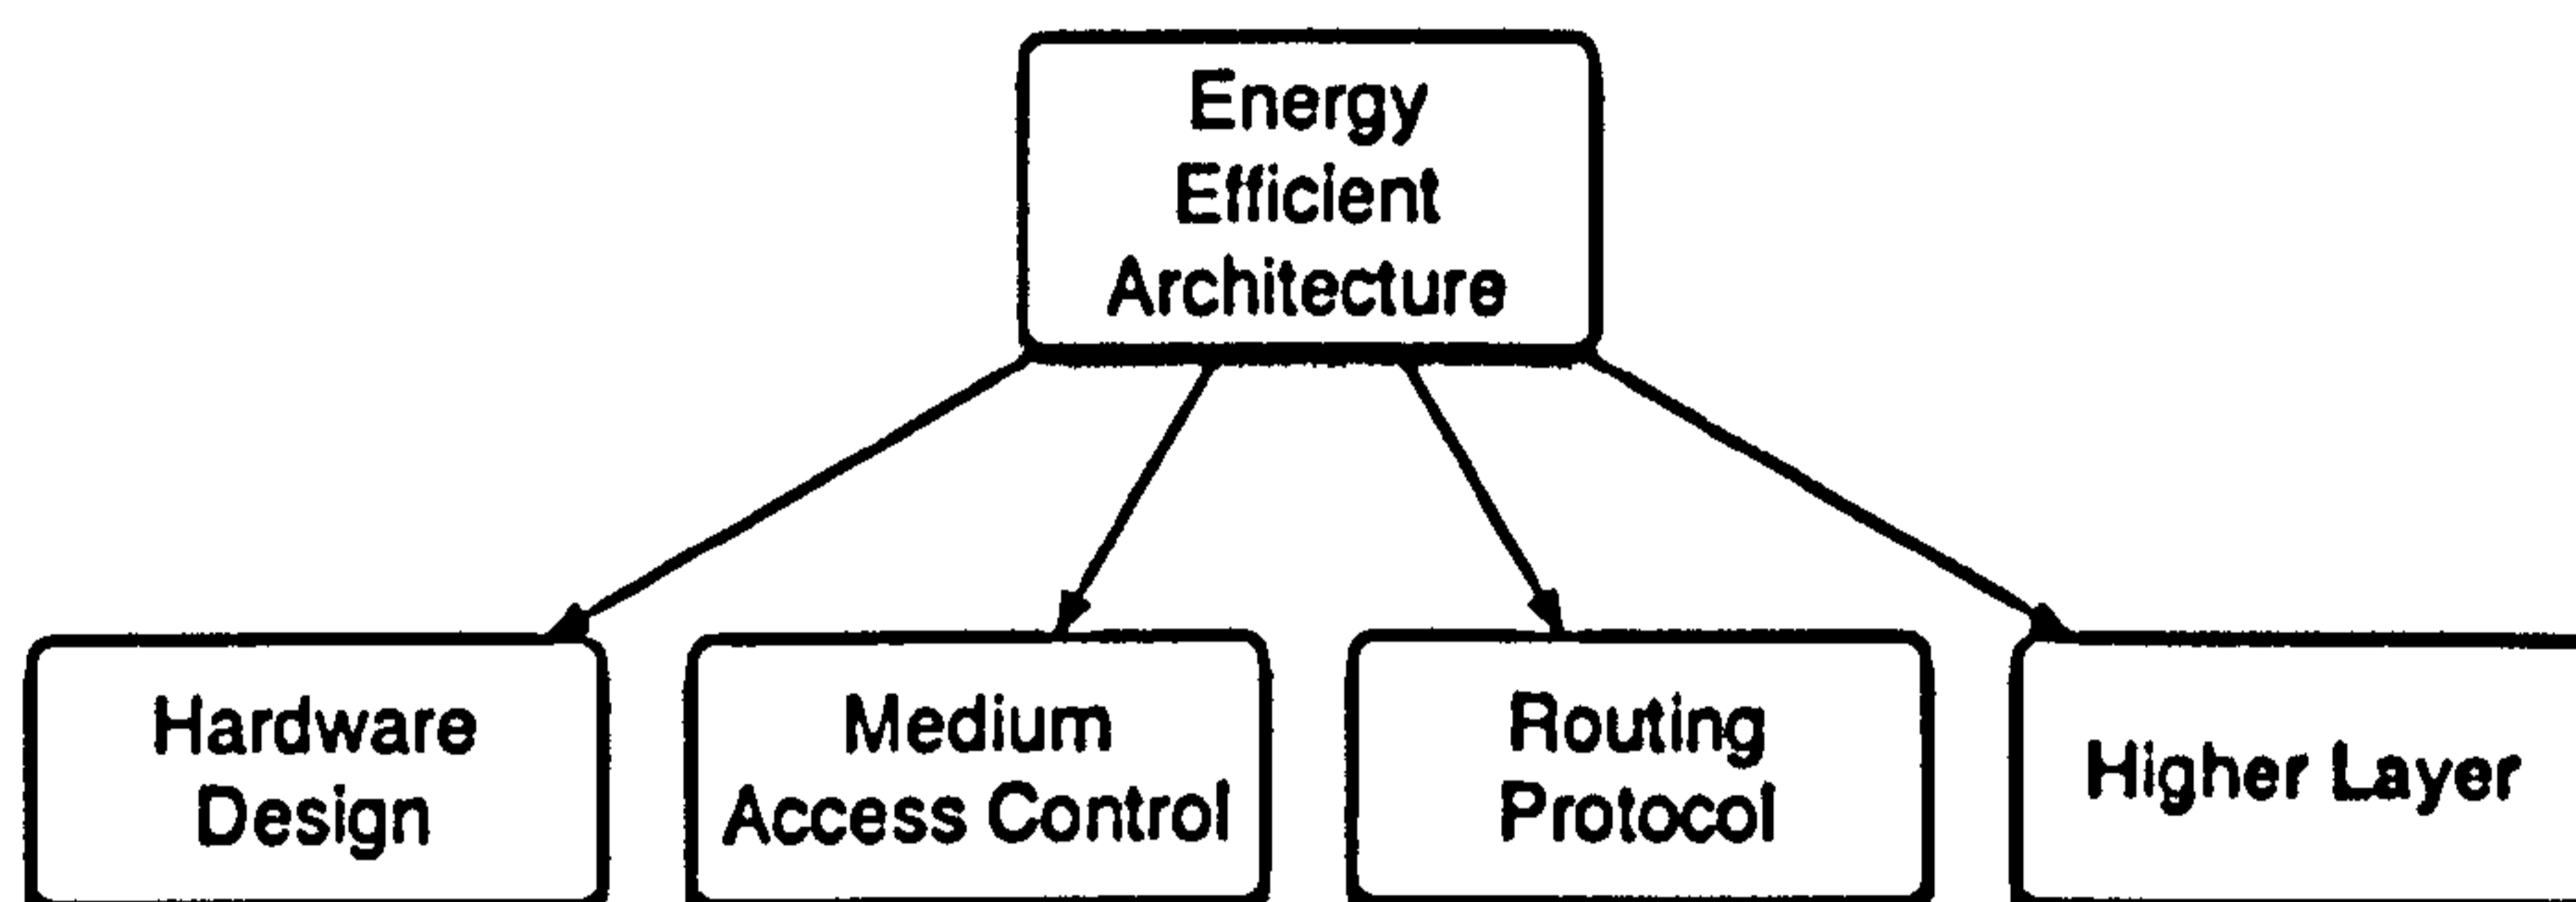 Energy
Efficient
Architecture
Hardware
Design
Medium
Access Control
Routing
Protocol
Higher Layer